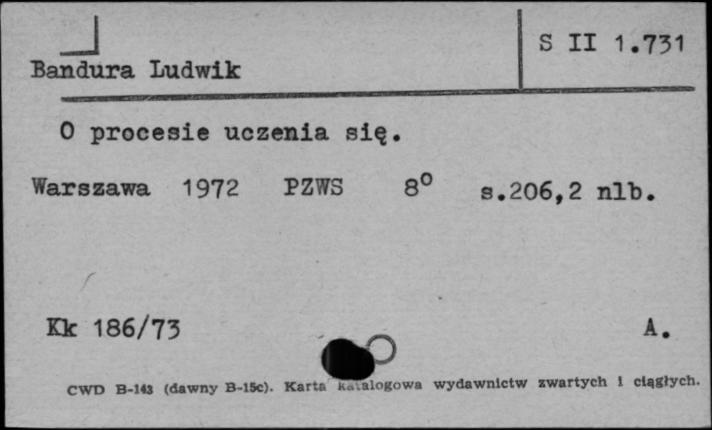 S II 1.731
Bandura Ludwik
O procesie uczenia się.
Warszawa 1972 PZWS 8° s.206,2 nlb.
Kk 186/73 A.
CWD B-143 (dawny B-15c). Karta katalogowa wydawnictw zwartych i ciągłych.